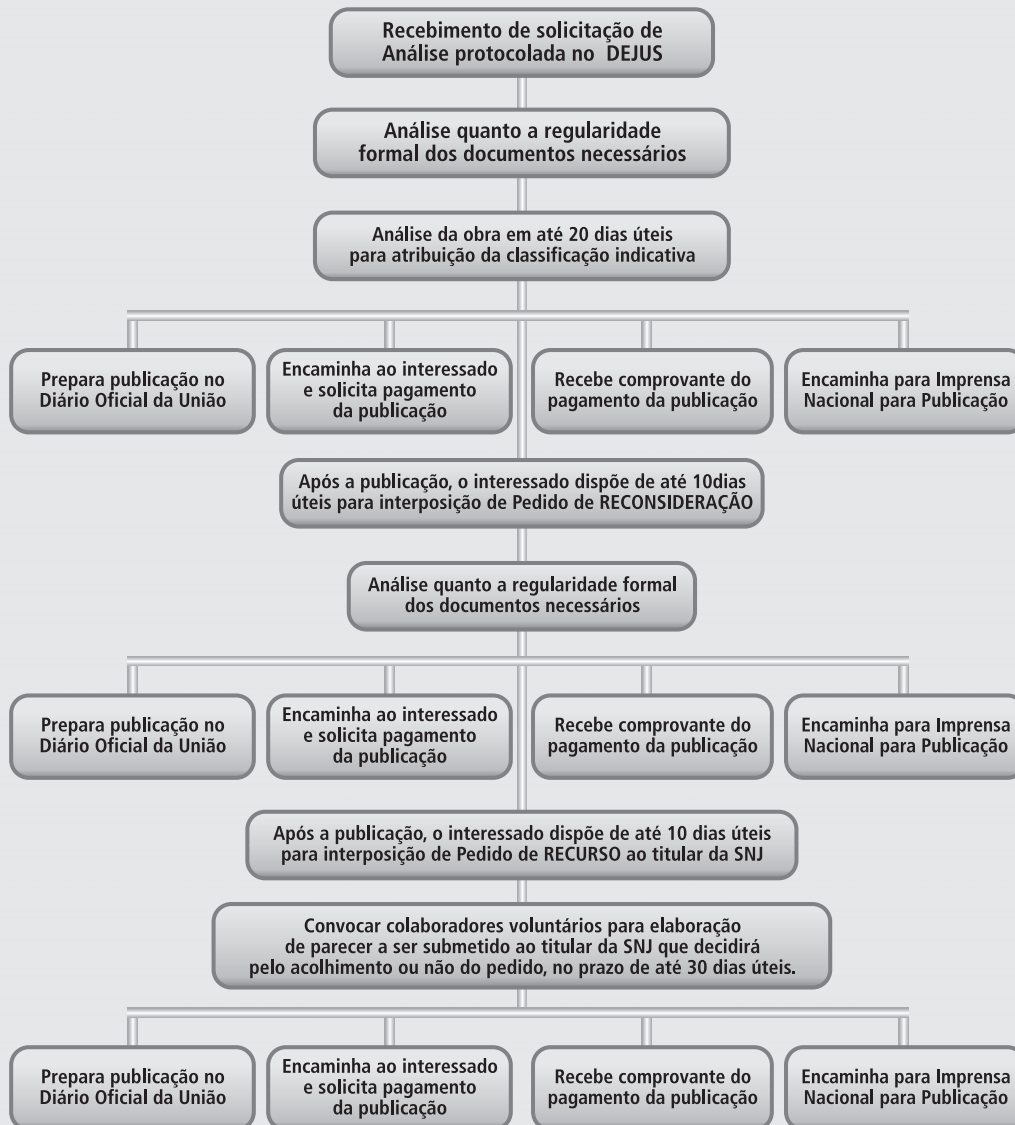 Recebimento de solicitação de
Análise protocolada no DEJUS
Análise quanto a regularidade
formal dos documentos necessários
Análise da obra em até 20 dias úteis
para atribuição da classificação indicativa
Prepara publicação no
Diário Oficial da União
Encaminha ao interessado
e solicita pagamento
da publicação
Recebe comprovante do
pagamento da publicação
Encaminha para Imprensa
Nacional para Publicação
Após a publicação, o interessado dispõe de até 10dias
úteis para interposição de Pedido de RECONSIDERAÇÃO
Análise quanto a regularidade formal
dos documentos necessários
Prepara publicação no
Diário Oficial da União
Encaminha ao interessado
e solicita pagamento
da publicação
Recebe comprovante do
pagamento da publicação
Encaminha para Imprensa
Nacional para Publicação
Após a publicação, o interessado dispõe de até 10 dias úteis
para interposição de Pedido de RECURSO ao titular da SNJ
Convocar colaboradores voluntários para elaboração
de parecer a ser submetido ao titular da SNJ que decidirá
pelo acolhimento ou não do pedido, no prazo de até 30 dias úteis.
Prepara publicação no
Diário Oficial da União
Encaminha ao interessado
e solicita pagamento
da publicação
Recebe comprovante do
pagamento da publicação
Encaminha para Imprensa
Nacional para Publicação